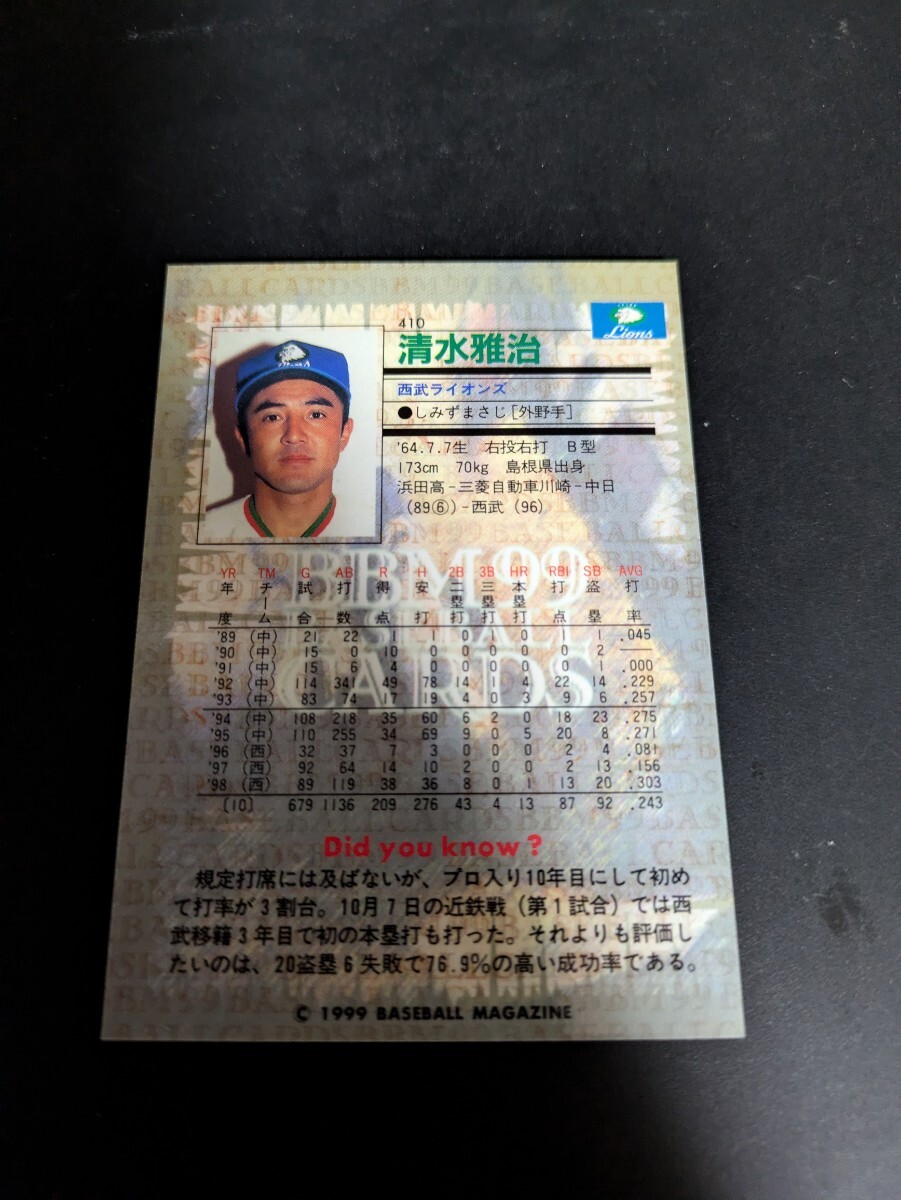 410
清水雅治
Lions
西武ライオンズ
●しみずまさじ［外野手］
'64.7.7生 右投右打 B型
173cm 70kg 島根県出身
浜田高－三菱自動車川崎－中日
（89⑥）－西武（96）
BBM99
BASEBALL
CARDS
YR TM G AB R H 2B 3B HR RBI SB AVG
年度 チーム 試合 打数 得点 安打 二塁打 三塁打 本塁打 打点 盗塁 打率
'89 (中) 21 22 1 1 0 1 0 0 1 .045
'90 (中) 15 0 10 0 0 0 0 0 2 ―
'91 (中) 15 6 4 0 0 0 0 0 1 .000
'92 (中) 114 341 49 78 14 1 4 22 14 .229
'93 (中) 83 74 17 19 4 0 3 9 6 .257
'94 (中) 108 218 35 60 6 2 0 18 23 .275
'95 (中) 110 255 34 69 9 0 5 20 8 .271
'96 (西) 32 37 7 3 0 0 0 2 4 .081
'97 (西) 92 64 14 10 2 0 0 2 13 .156
'98 (西) 89 119 38 36 8 0 1 13 20 .303
〔10〕 679 1136 209 276 43 4 13 87 92 .243
Did you know?
規定打席には及ばないが、プロ入り10年目にして初め
て打率が3割台。10月7日の近鉄戦（第1試合）では西
武移籍3年目で初の本塁打も打った。それよりも評価し
たいのは、20盗塁6失敗で76.9％の高い成功率である。
© 1999 BASEBALL MAGAZINE